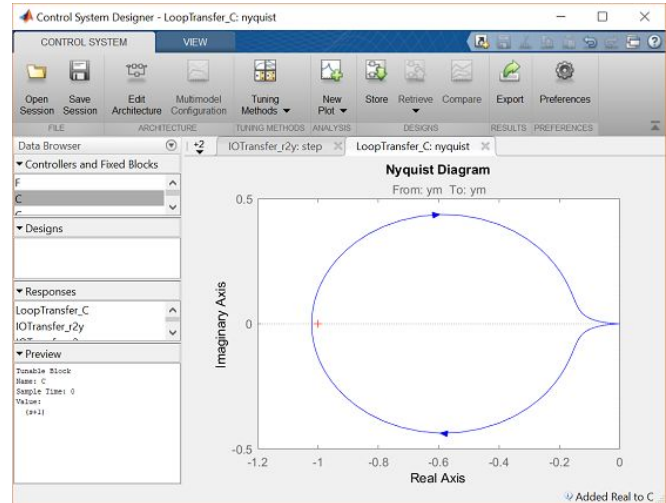 Control System Designer - LoopTransfer_C: nyquist
CONTROL SYSTEM
VIEW
Open Session
Save Session
Edit Architecture
Multimodel Configuration
Tuning Methods
New Plot
Store
Retrieve
Compare
Export
Preferences
FILE
ARCHITECTURE
TUNING METHODS
ANALYSIS
DESIGNS
RESULTS
PREFERENCES
Data Browser
+2
IOTransfer_r2y: step
LoopTransfer_C: nyquist
Controllers and Fixed Blocks
F
C
Designs
Responses
LoopTransfer_C
IOTransfer_r2y
Preview
Tunable Block
Name: C
Sample Time: 0
Value:
(s+1)
Nyquist Diagram
From: ym To: ym
Imaginary Axis
0.5
0
-0.5
-1.2
-1
-0.8
-0.6
-0.4
-0.2
0
Real Axis
Added Real to C